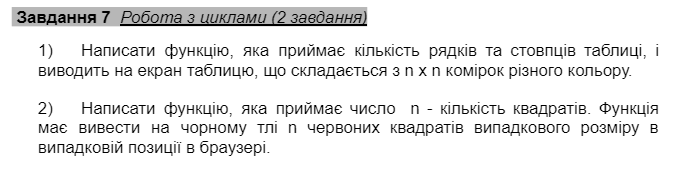 Завдання 7 Робота з циклами (2 завдання)
1) Написати функцію, яка приймає кількість рядків та стовпців таблиці, і
виводить на екран таблицю, що складається з n x n комірок різного кольору.
2) Написати функцію, яка приймає число n - кількість квадратів. Функція
має вивести на чорному тлі n червоних квадратів випадкового розміру в
випадковій позиції в браузері.